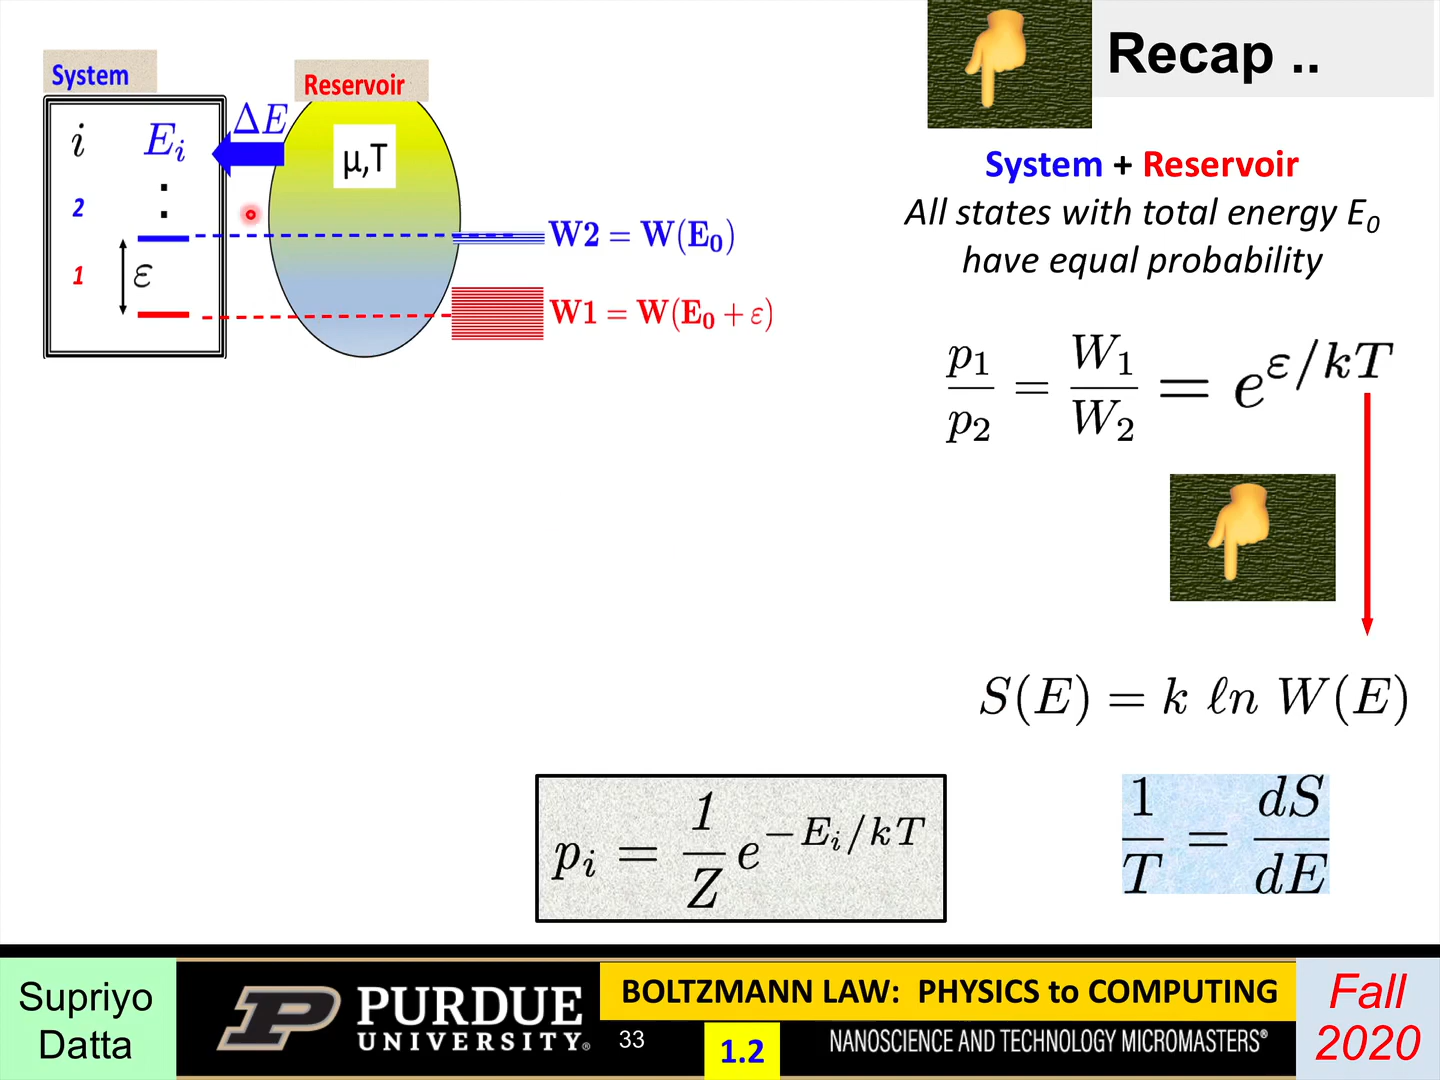 Recap ..
System
Reservoir
i E_i
ΔE
μ,T
2
:
1
ε
W2 = W(E_0)
W1 = W(E_0 + ε)
System + Reservoir
All states with total energy E_0
have equal probability
p_1/p_2 = W_1/W_2 = e^{ε/kT}
S(E) = k ℓn W(E)
p_i = 1/Z e^{-E_i/kT}
1/T = dS/dE
Supriyo
Datta
PURDUE
UNIVERSITY®
33
BOLTZMANN LAW: PHYSICS to COMPUTING
1.2
NANOSCIENCE AND TECHNOLOGY MICROMASTERS®
Fall
2020